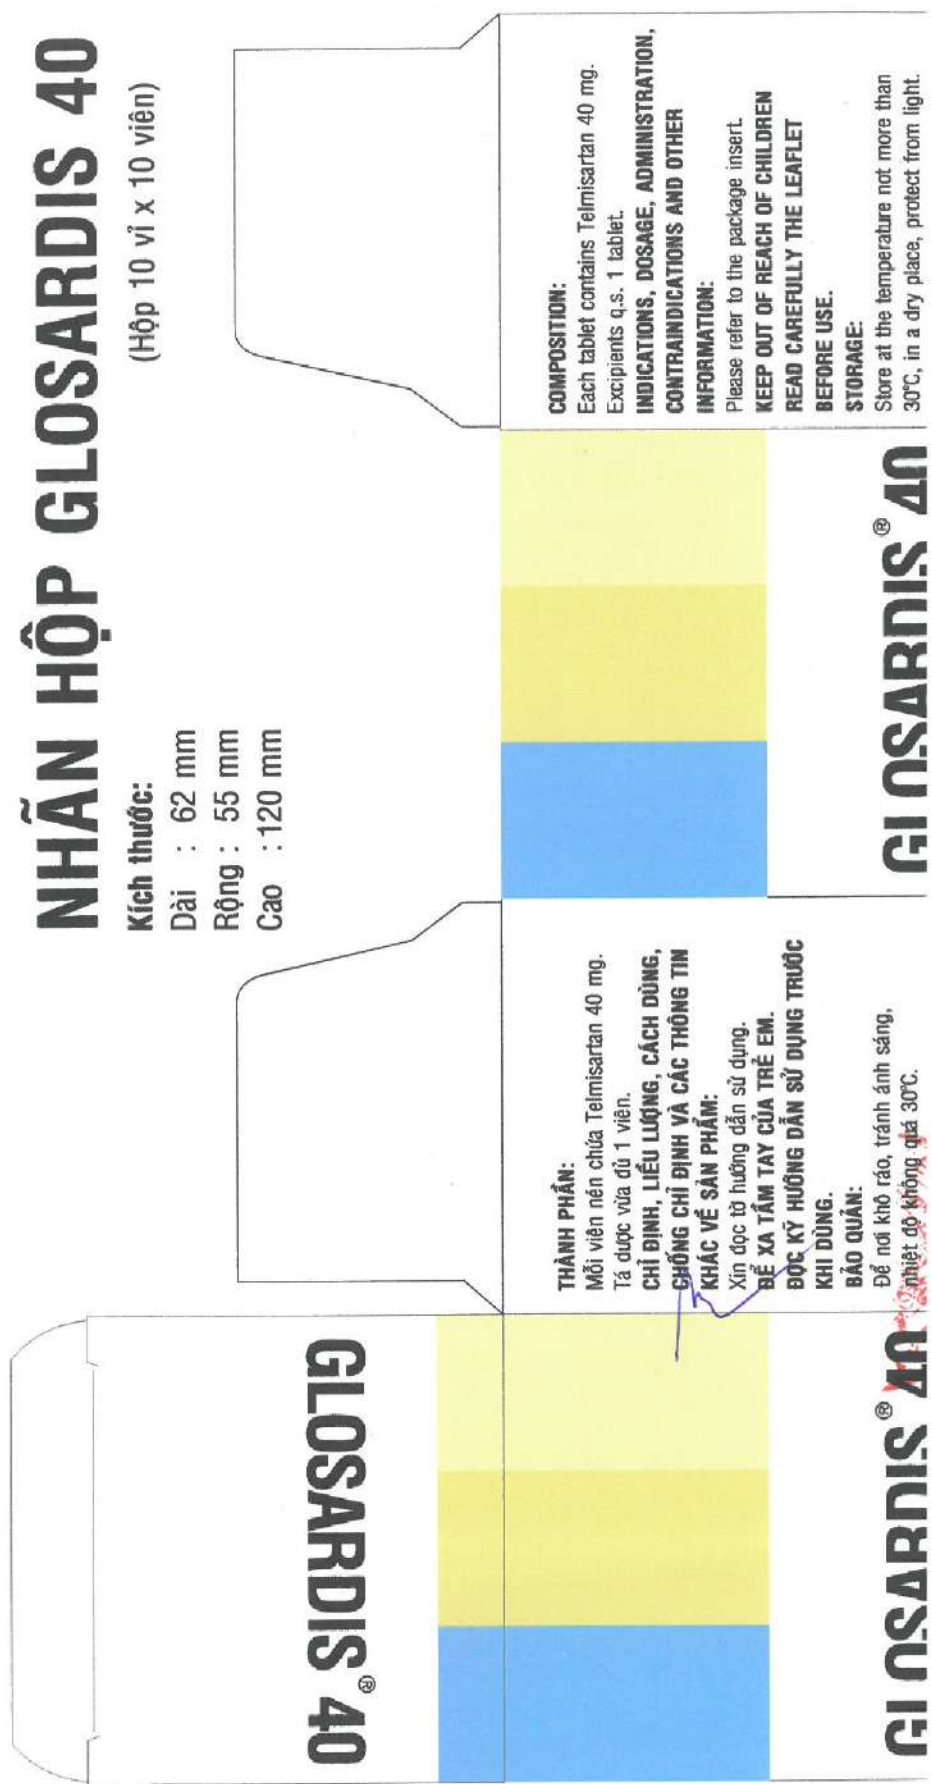 NHÃN HỘP GLOSARDIS 40
(Hộp 10 vỉ x 10 viên)
Kích thước:
Dài : 62 mm
Rộng : 55 mm
Cao : 120 mm
GLOSARDIS® 40
GLOSARDIS® 40
THÀNH PHẦN:
Mỗi viên nén chứa Telmisartan 40 mg.
Tá dược vừa đủ 1 viên.
CHỈ ĐỊNH, LIỀU LƯỢNG, CÁCH DÙNG,
CHỐNG CHỈ ĐỊNH VÀ CÁC THÔNG TIN
KHÁC VỀ SẢN PHẨM:
Xin đọc tờ hướng dẫn sử dụng.
ĐỂ XA TẦM TAY CỦA TRẺ EM.
ĐỌC KỸ HƯỚNG DẪN SỬ DỤNG TRƯỚC
KHI DÙNG.
BẢO QUẢN:
Để nơi khô ráo, tránh ánh sáng,
nhiệt độ không quá 30°C.
GLOSARDIS® 40
COMPOSITION:
Each tablet contains Telmisartan 40 mg.
Excipients q.s. 1 tablet.
INDICATIONS, DOSAGE, ADMINISTRATION,
CONTRAINDICATIONS AND OTHER
INFORMATION:
Please refer to the package insert.
KEEP OUT OF REACH OF CHILDREN
READ CAREFULLY THE LEAFLET
BEFORE USE.
STORAGE:
Store at the temperature not more than
30°C, in a dry place, protect from light.